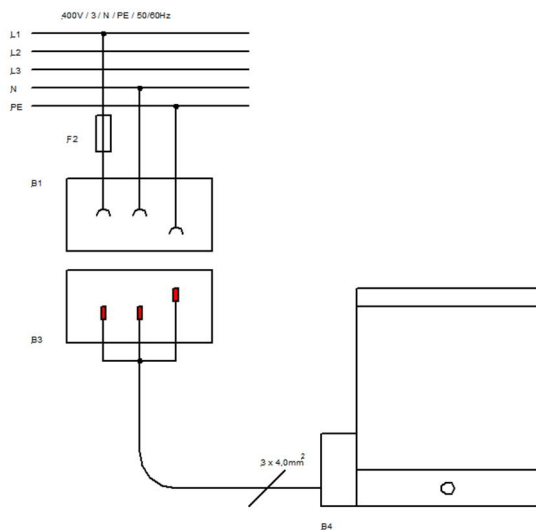 400V / 3 / N / PE / 50/60Hz
L1
L2
L3
N
PE
F2
B1
B3
3 x 4,0mm²
B4